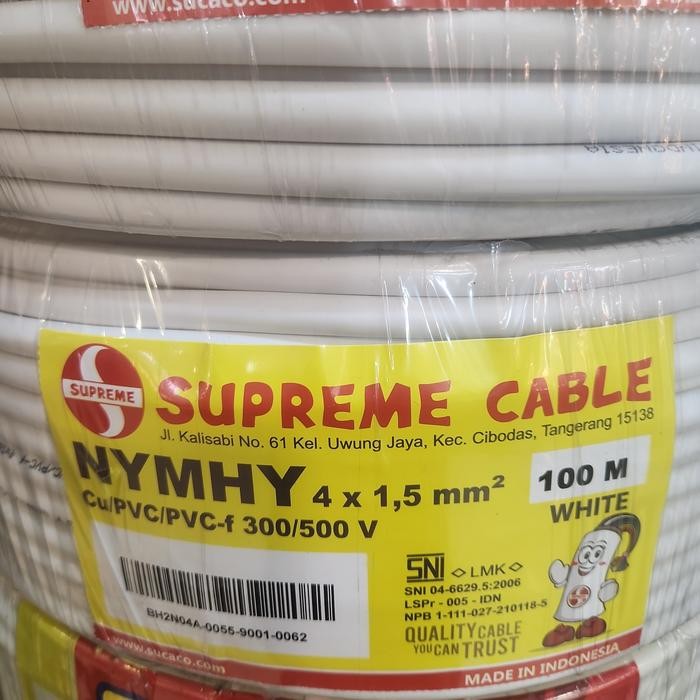 www.sucaco.com
INDONESIA
SUPREME
SUPREME CABLE
Jl. Kalisabi No. 61 Kel. Uwung Jaya, Kec. Cibodas, Tangerang 15138
NYMHY 4 x 1,5 mm²
100 M
WHITE
Cu/PVC/PVC-f 300/500 V
BH2N04A-0055-9001-0062
SNI LMK
SNI 04-6629.5:2006
LSPr - 005 - IDN
NPB 1-111-027-210118-5
QUALITY CABLE
YOU CAN TRUST
www.sucaco.com
MADE IN INDONESIA